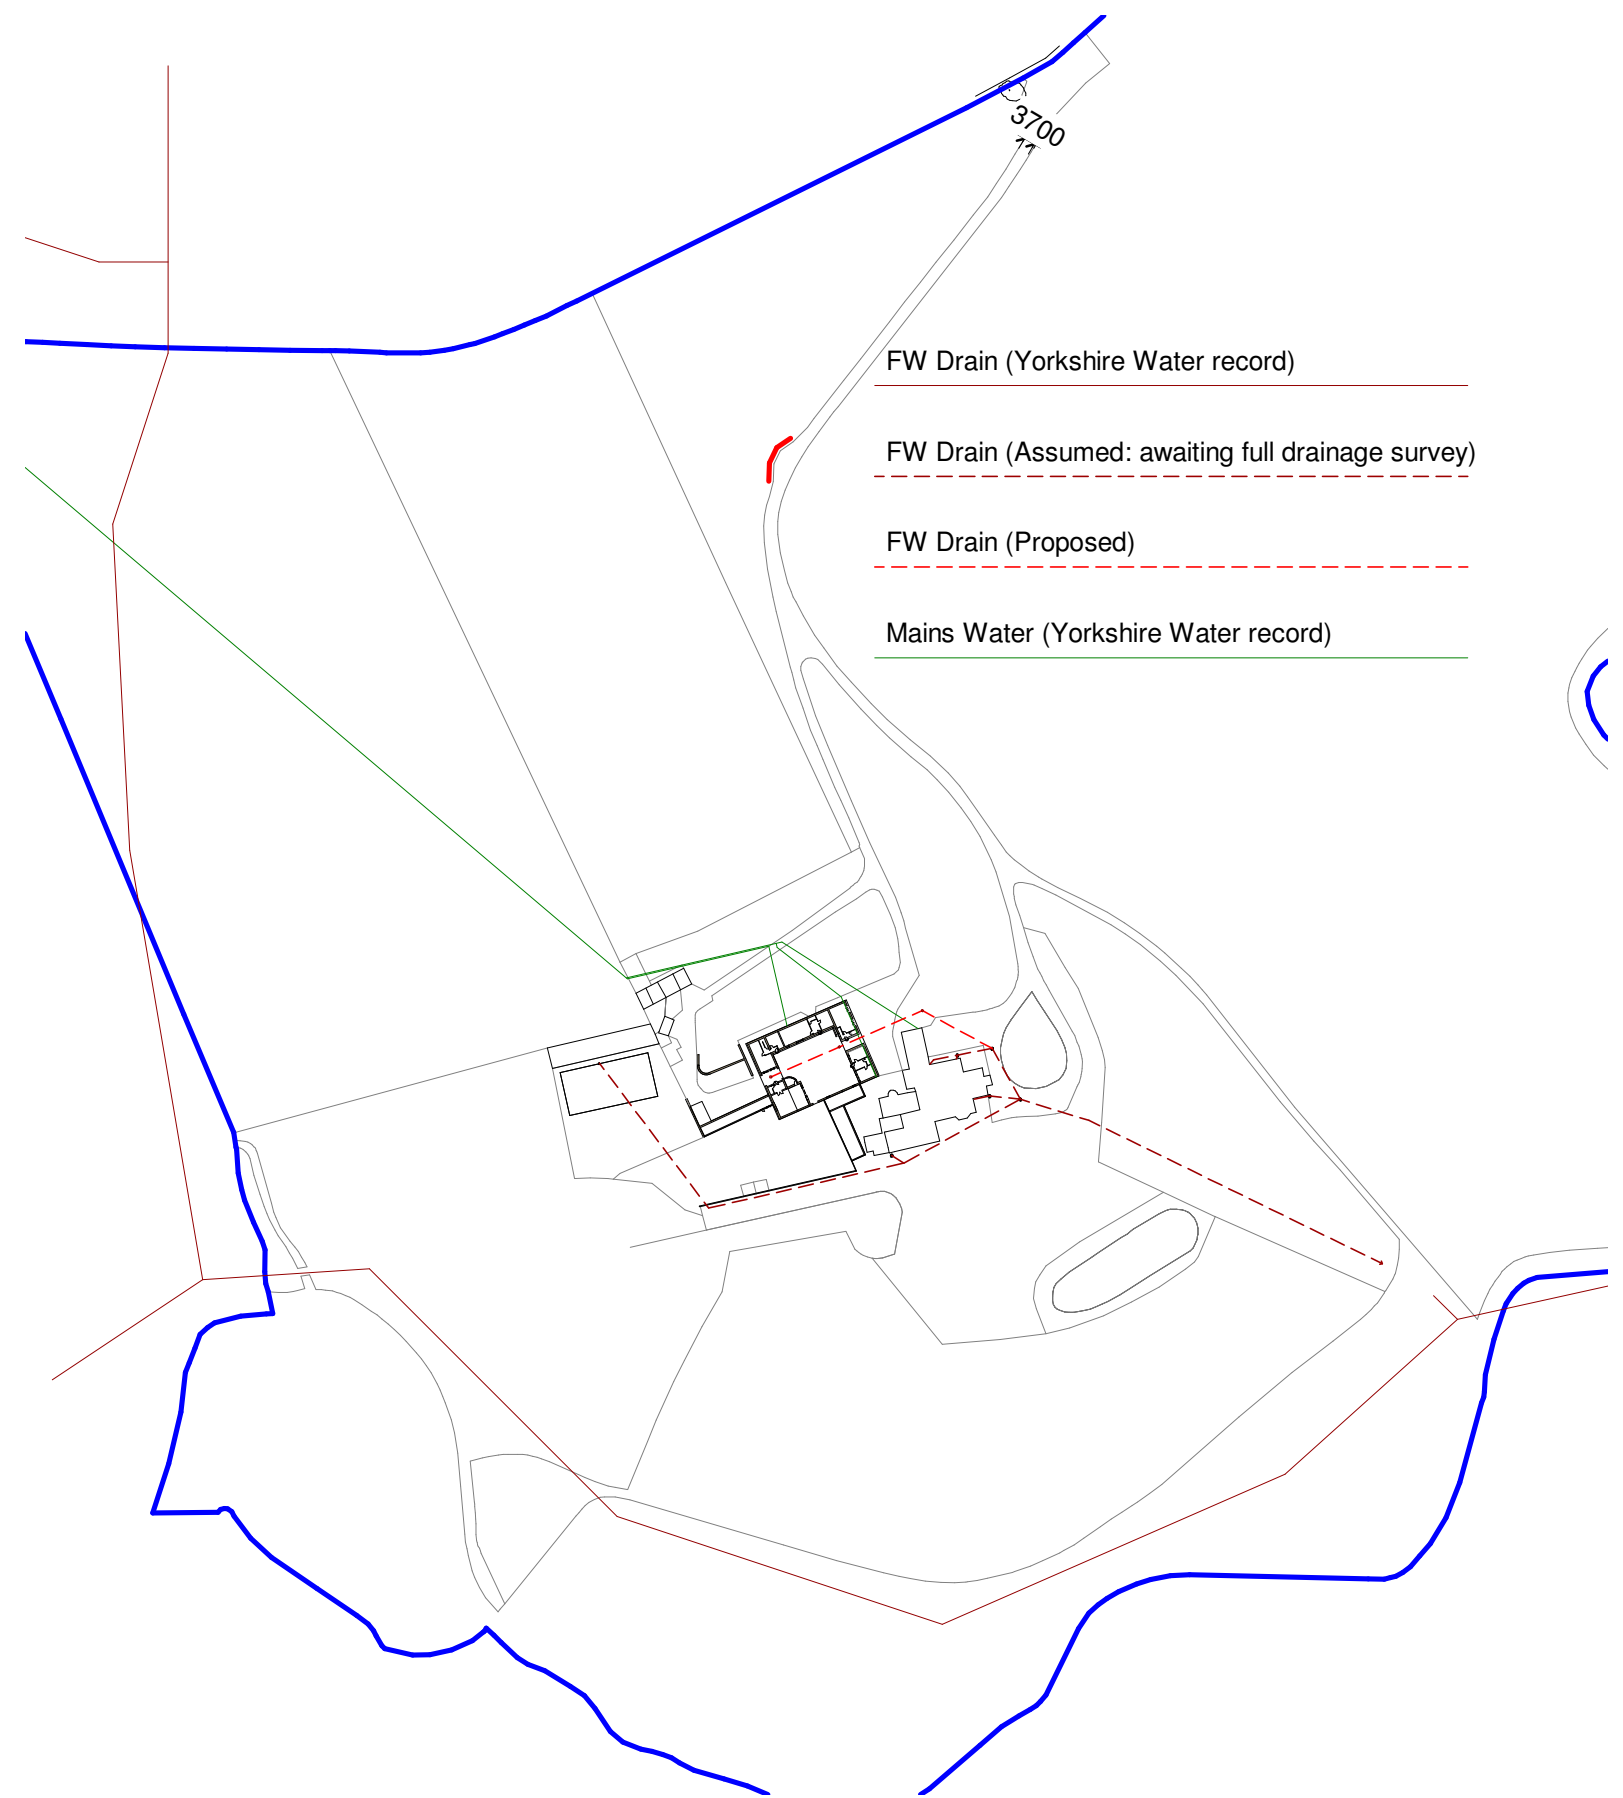 3700
FW Drain (Yorkshire Water record)
FW Drain (Assumed: awaiting full drainage survey)
FW Drain (Proposed)
Mains Water (Yorkshire Water record)